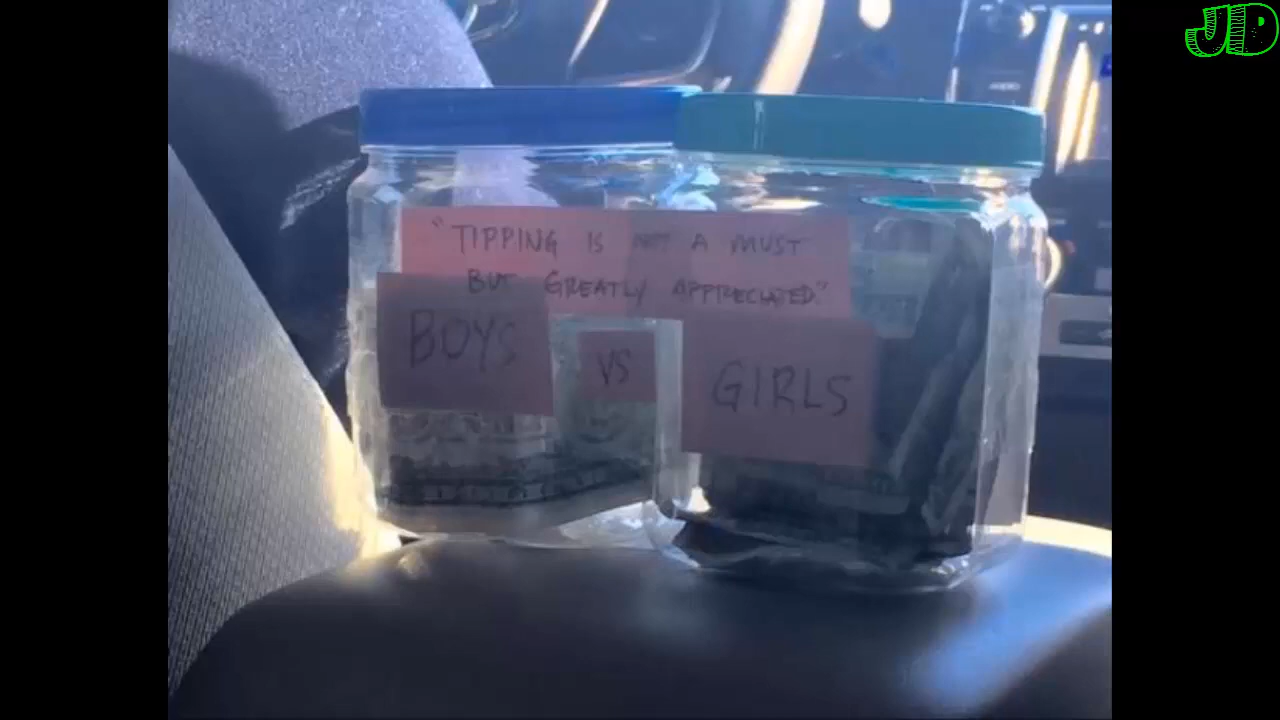 JD
"TIPPING IS NOT A MUST
BUT GREATLY APPRECIATED."
BOYS
VS
GIRLS